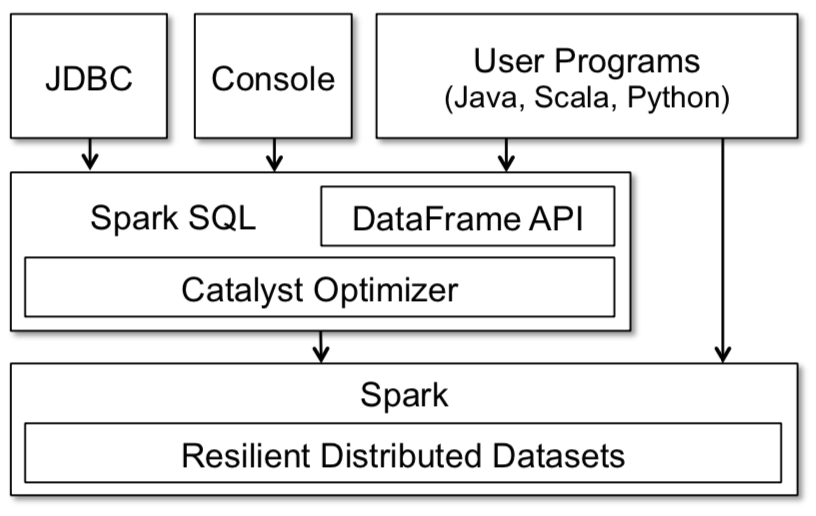 JDBC
Console
User Programs
(Java, Scala, Python)
Spark SQL
DataFrame API
Catalyst Optimizer
Spark
Resilient Distributed Datasets